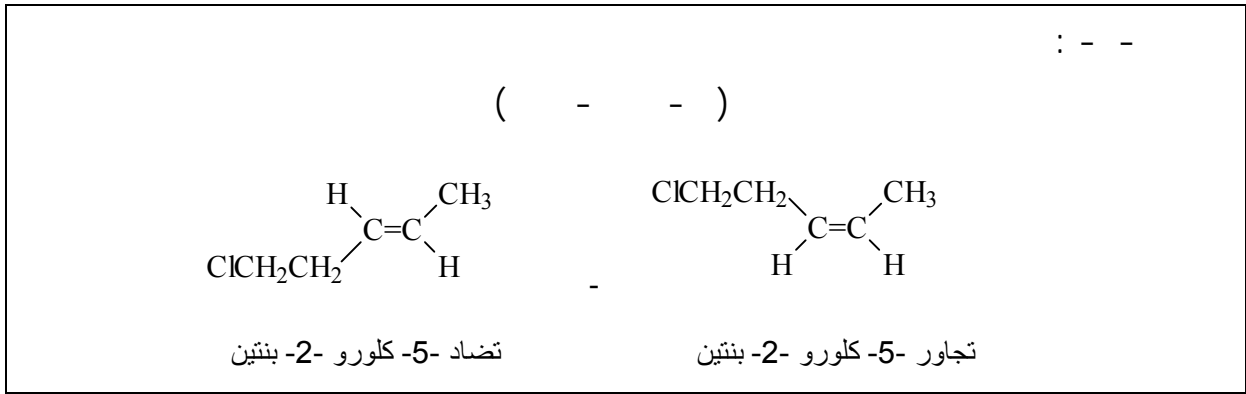 : - -
( - - )
H CH3 ClCH2CH2 CH3
C=C C=C
ClCH2CH2 H H H
-
تجاور -5- كلورو -2- بنتين
تضاد -5- كلورو -2- بنتين